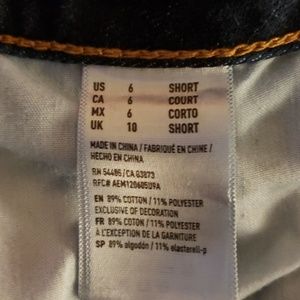 US 6 SHORT
CA 6 COURT
MX 6 CORTO
UK 10 SHORT
MADE IN CHINA / FABRIQUÉ EN CHINE /
HECHO EN CHINA
RN 54485 / CA 03873
RFC# AEM1206850J9A
EN 89% COTTON / 11% POLYESTER
EXCLUSIVE OF DECORATION
FR 89% COTON / 11% POLYESTER
À L'EXCEPTION DE LA GARNITURE
SP 89% algodón / 11% elasterell-p